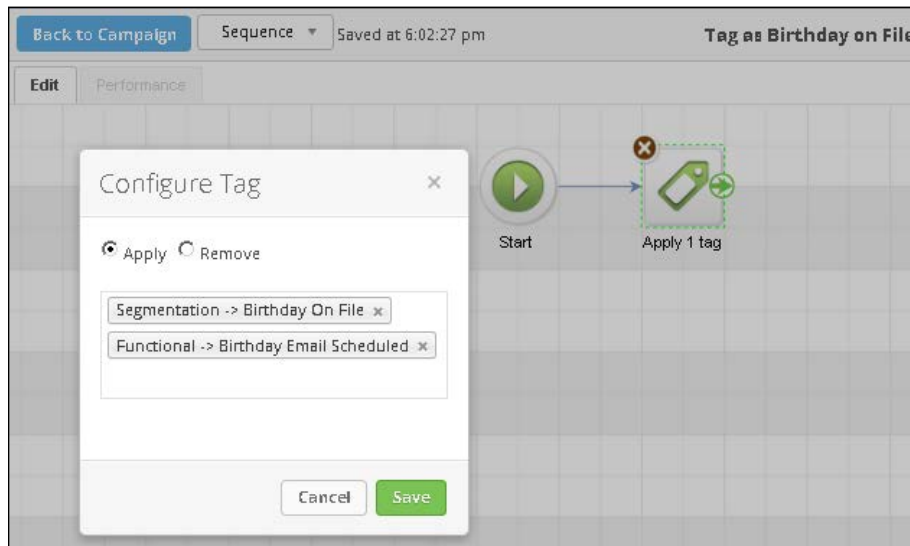 Back to Campaign Sequence Saved at 6:02:27 pm Tag as Birthday on File
Edit Performance
Configure Tag ×
Apply Remove
Segmentation -> Birthday On File ×
Functional -> Birthday Email Scheduled ×
Cancel Save
Start Apply 1 tag